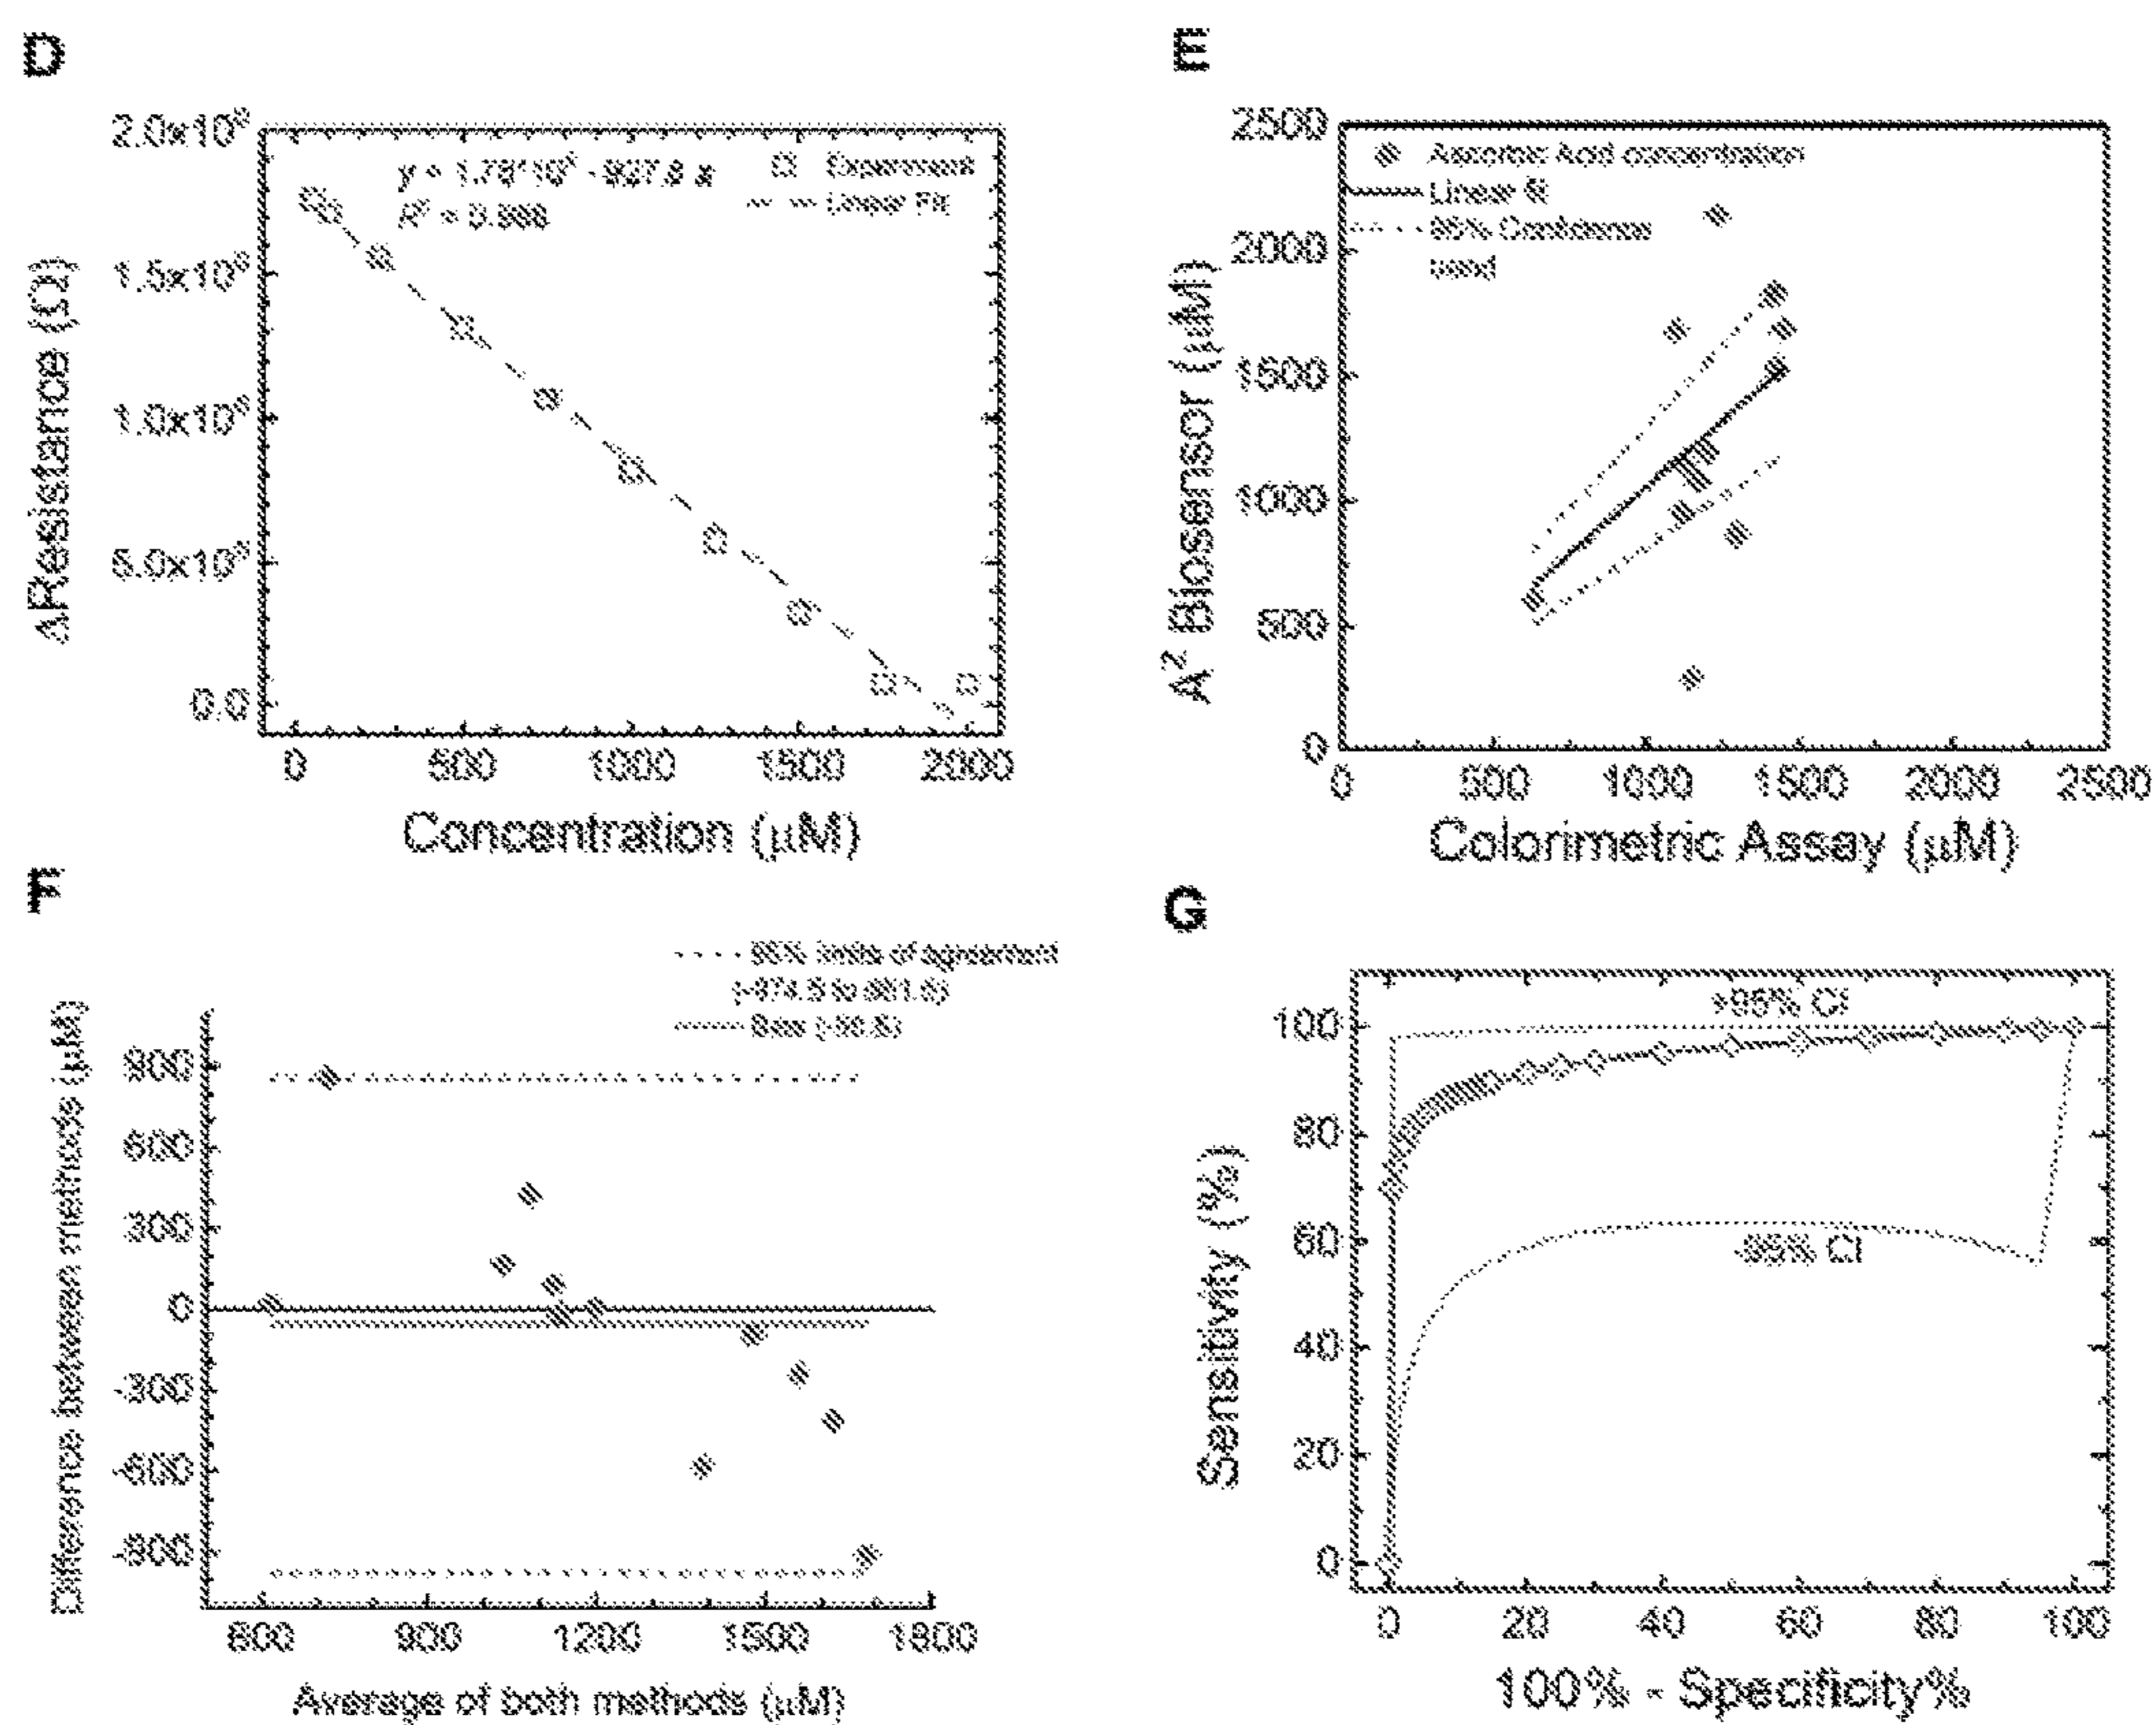 D
2.0x10⁶
1.5x10⁶
1.0x10⁶
5.0x10⁵
0.0
ΔResistance (Ω)
R² =
Experiment
Linear Fit
0 500 1000 1500 2000
Concentration (μM)
E
2500
2000
1500
1000
500
0
A² Biosensor (μM)
Ascorbic Acid concentration
Linear fit
95% Confidence
0 500 1000 1500 2000 2500
Colorimetric Assay (μM)
F
900
600
300
0
-300
-600
-900
Difference between methods (μM)
95% limits of agreement
Bias
600 900 1200 1500 1800
Average of both methods (μM)
G
100
80
60
40
20
0
Sensitivity (%)
+95% CI
-95% CI
0 20 40 60 80 100
100% - Specificity%